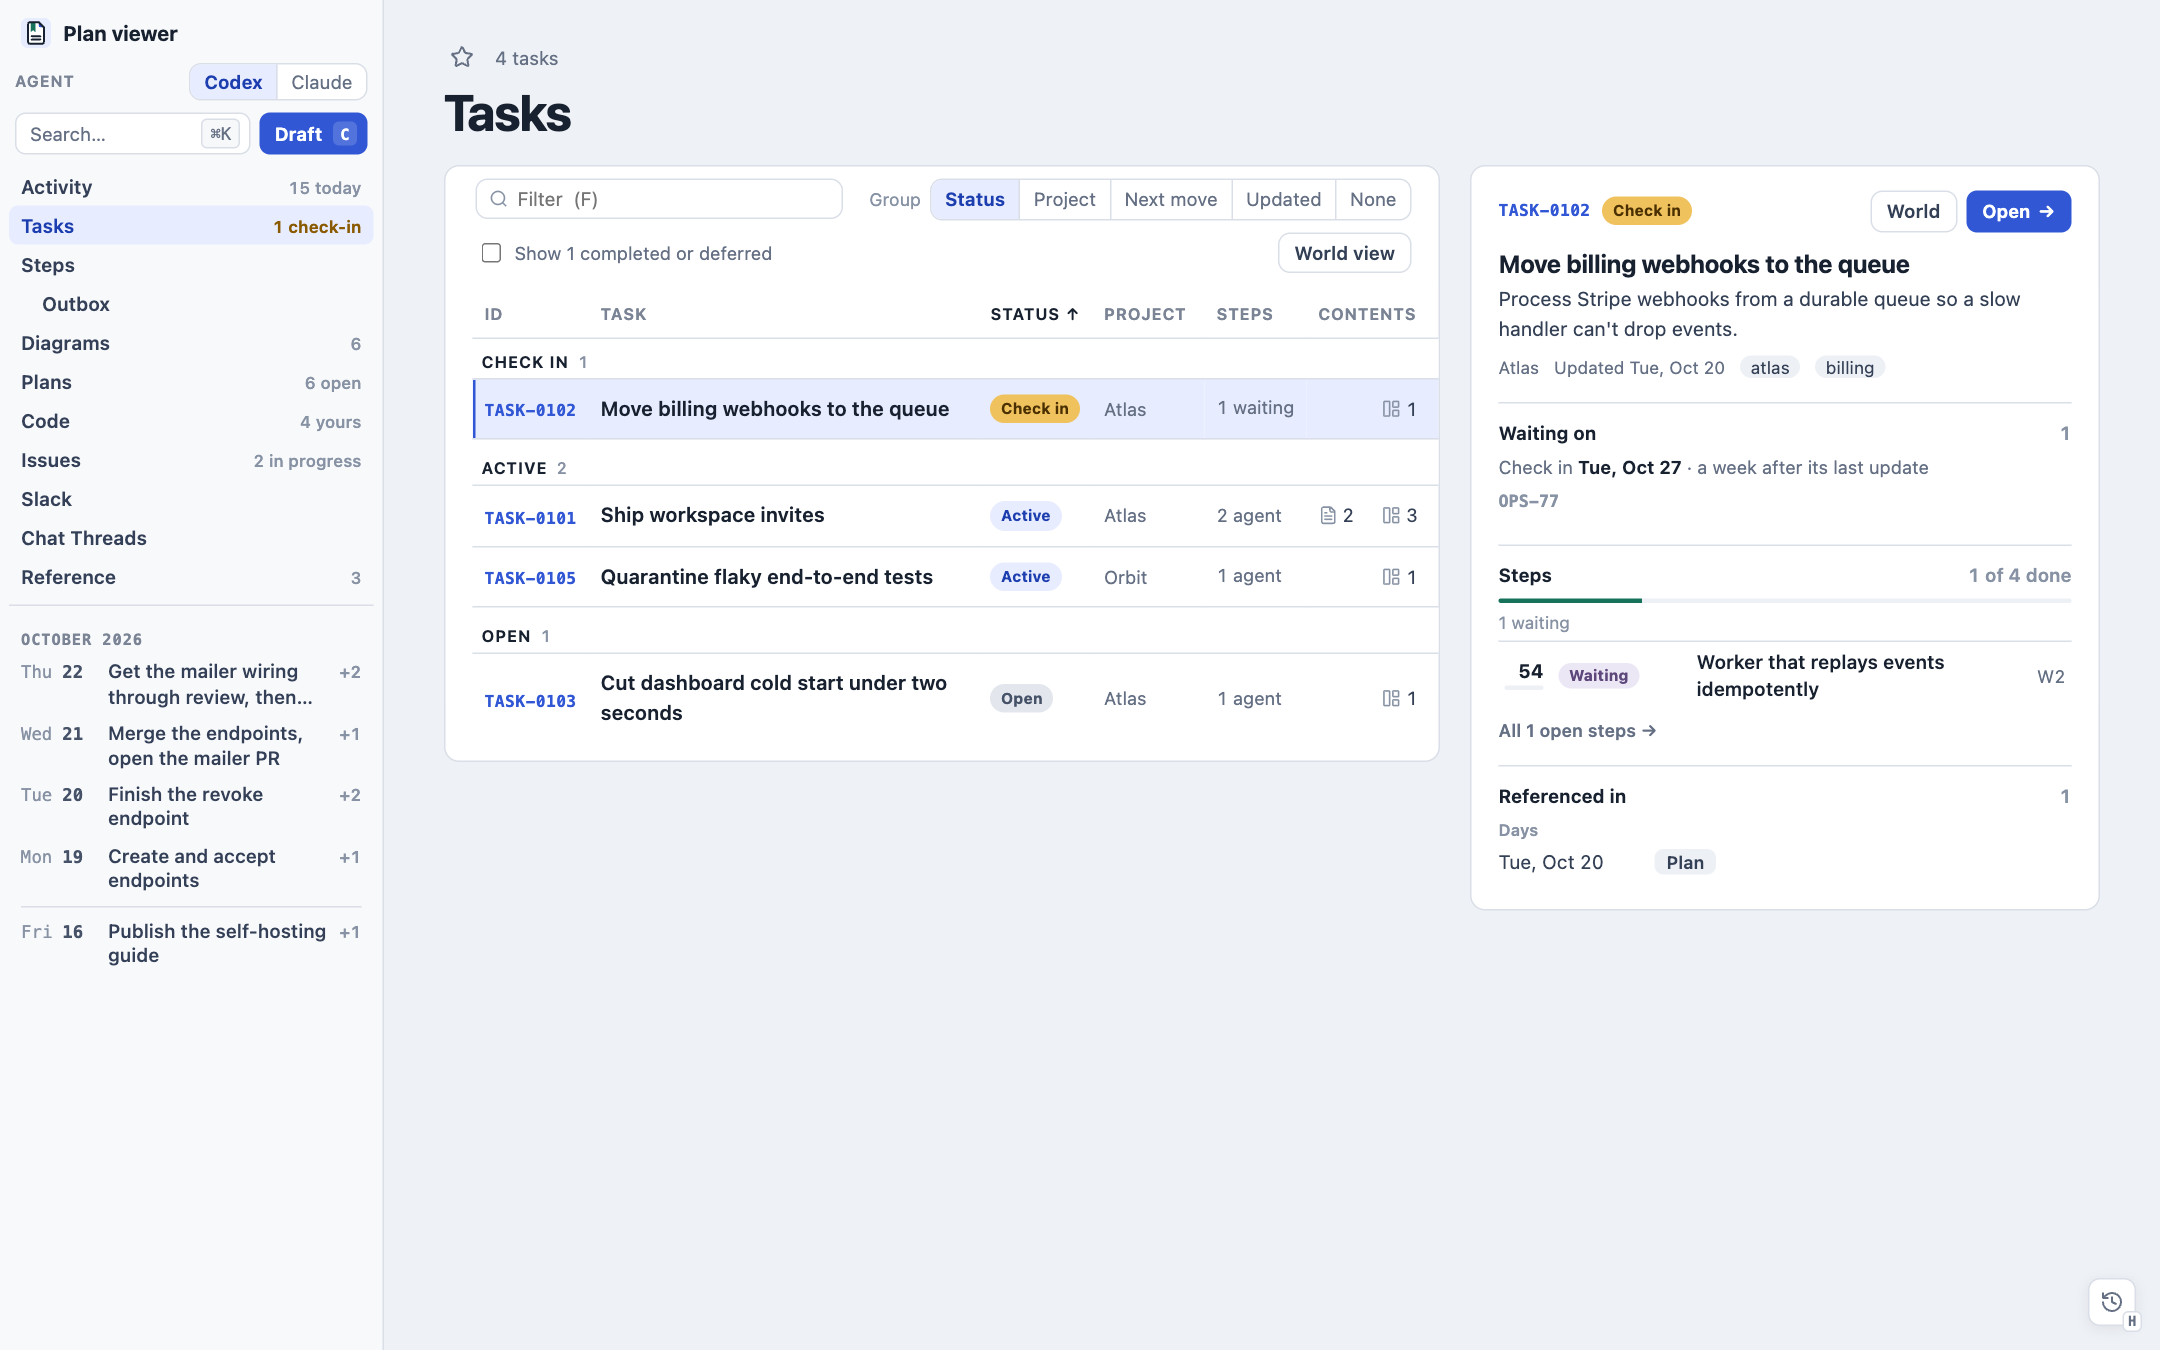 Plan viewer
AGENT
Codex
Claude
Search...
⌘K
Draft C
Activity 15 today
Tasks 1 check-in
Steps
Outbox
Diagrams 6
Plans 6 open
Code 4 yours
Issues 2 in progress
Slack
Chat Threads
Reference 3
OCTOBER 2026
Thu 22 Get the mailer wiring +2
through review, then...
Wed 21 Merge the endpoints, +1
open the mailer PR
Tue 20 Finish the revoke +2
endpoint
Mon 19 Create and accept +1
endpoints
Fri 16 Publish the self-hosting +1
guide
4 tasks
Tasks
Filter (F)
Group Status Project Next move Updated None
Show 1 completed or deferred
World view
ID TASK STATUS ↑ PROJECT STEPS CONTENTS
CHECK IN 1
TASK-0102 Move billing webhooks to the queue Check in Atlas 1 waiting 1
ACTIVE 2
TASK-0101 Ship workspace invites Active Atlas 2 agent 2 3
TASK-0105 Quarantine flaky end-to-end tests Active Orbit 1 agent 1
OPEN 1
TASK-0103 Cut dashboard cold start under two Open Atlas 1 agent 1
seconds
TASK-0102 Check in World Open →
Move billing webhooks to the queue
Process Stripe webhooks from a durable queue so a slow
handler can't drop events.
Atlas Updated Tue, Oct 20 atlas billing
Waiting on 1
Check in Tue, Oct 27 · a week after its last update
OPS-77
Steps 1 of 4 done
1 waiting
54 Waiting Worker that replays events W2
idempotently
All 1 open steps →
Referenced in 1
Days
Tue, Oct 20 Plan
H